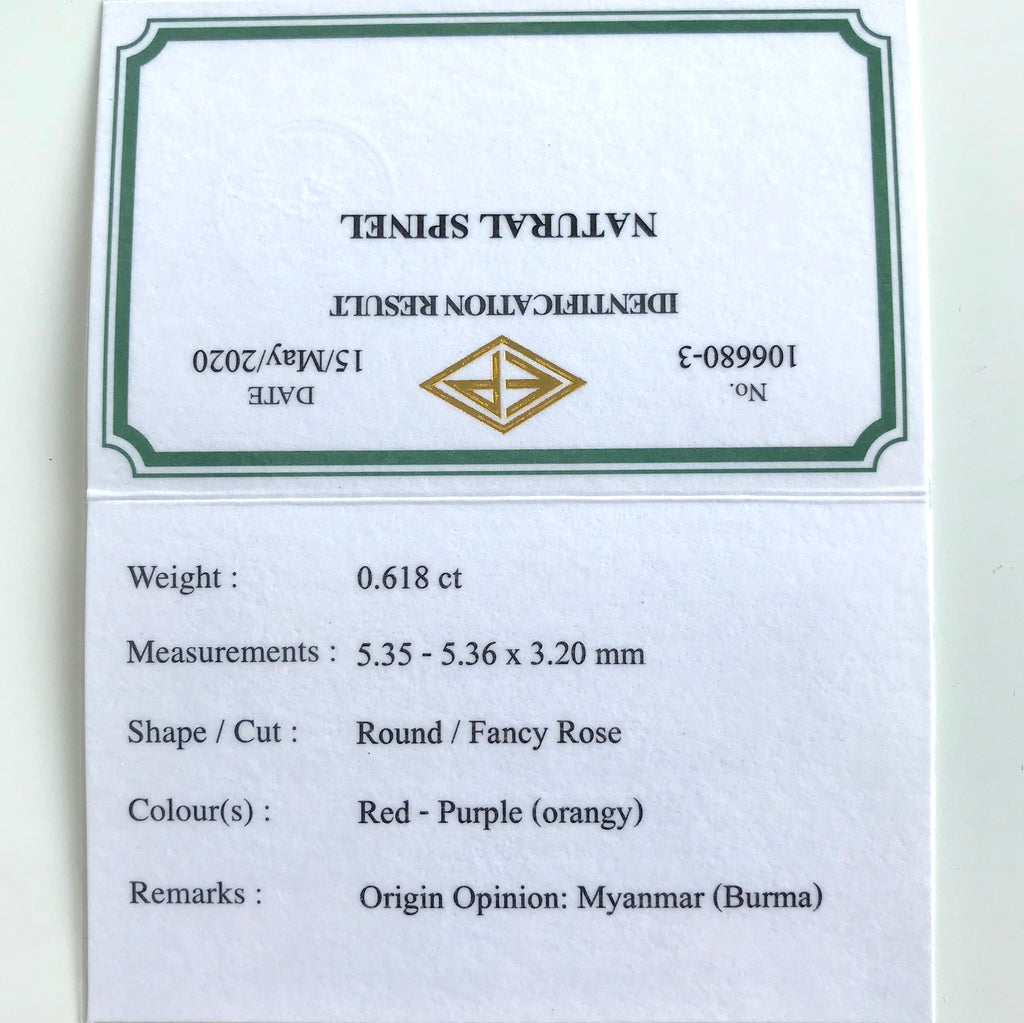 No.
DATE
106680-3
15/May/2020
IDENTIFICATION RESULT
NATURAL SPINEL
Weight : 0.618 ct
Measurements : 5.35 - 5.36 x 3.20 mm
Shape / Cut : Round / Fancy Rose
Colour(s) : Red - Purple (orangy)
Remarks : Origin Opinion: Myanmar (Burma)